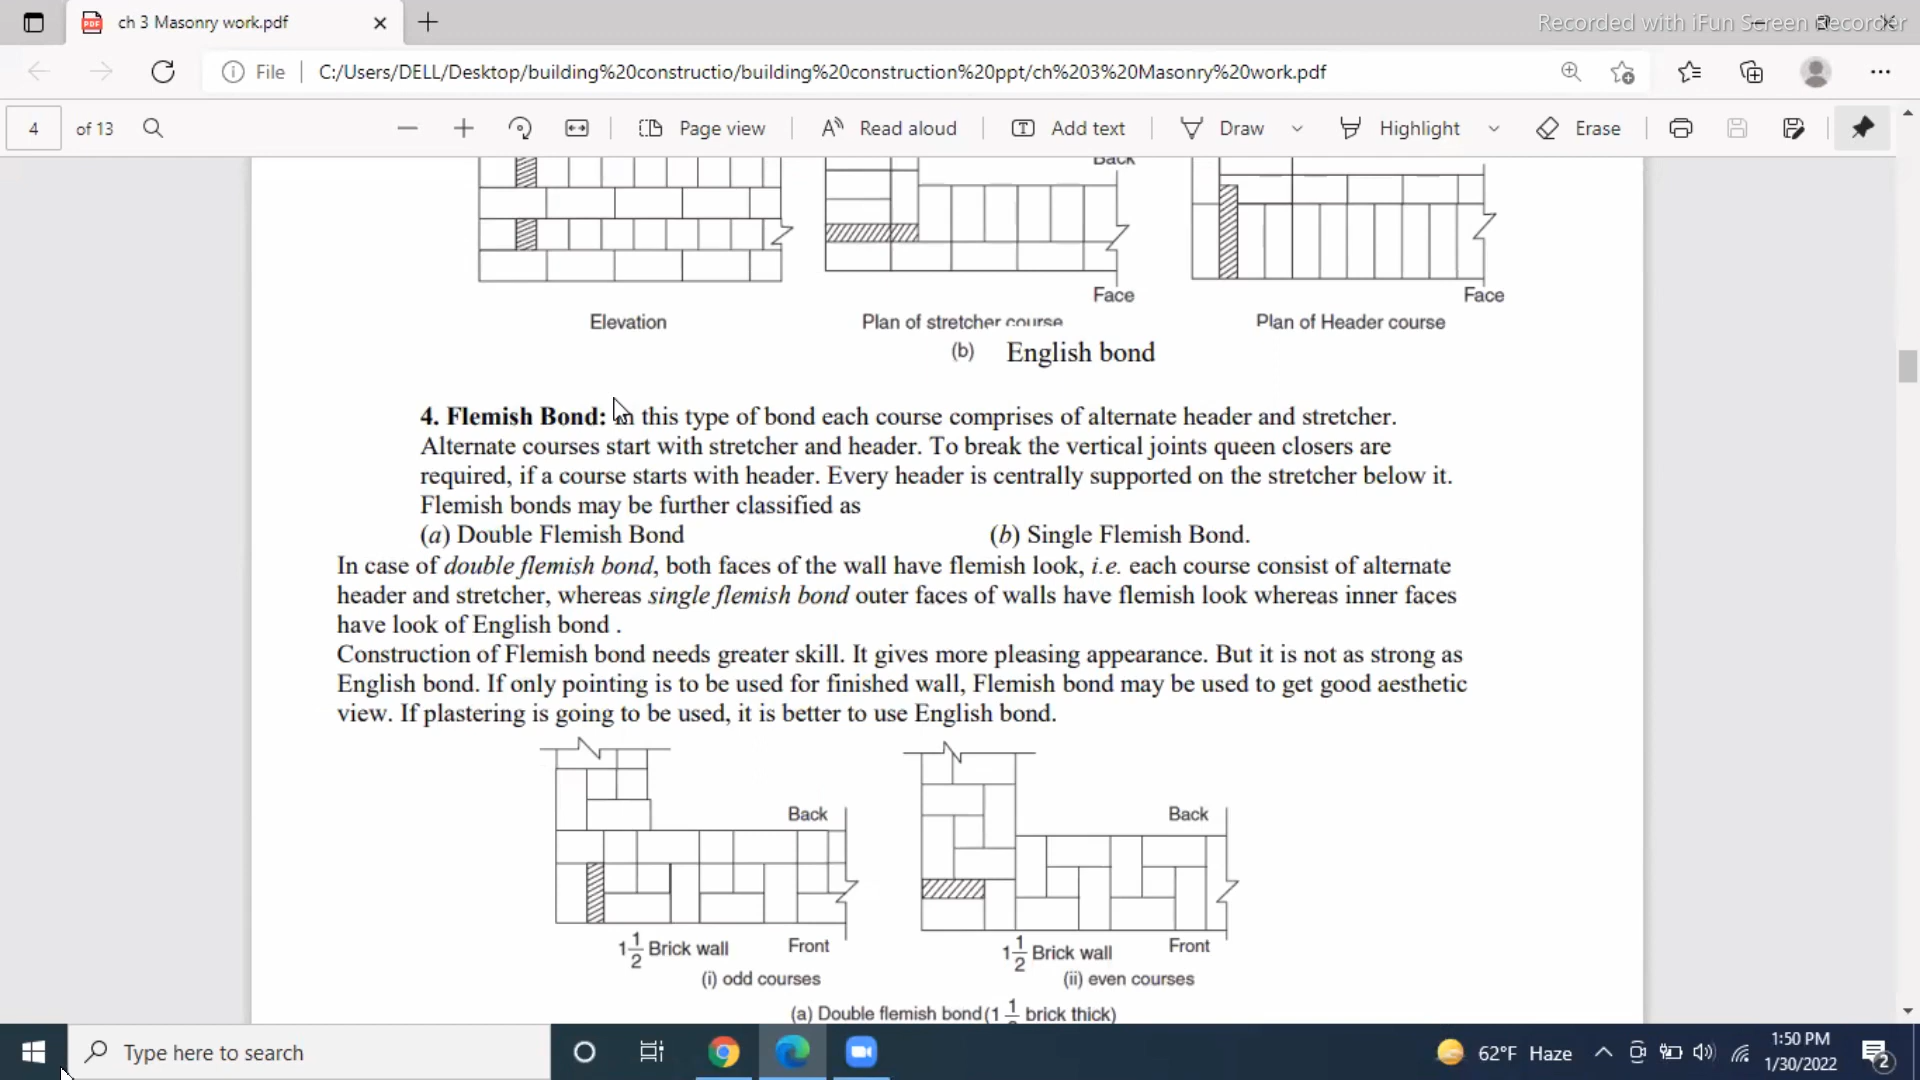 ch 3 Masonry work.pdf
Recorded with iFun Screen Recorder
File
C:/Users/DELL/Desktop/building%20constructio/building%20construction%20ppt/ch%203%20Masonry%20work.pdf
4 of 13
Page view
Read aloud
Add text
Draw
Highlight
Erase
Back
Face
Face
Elevation
Plan of stretcher course
Plan of Header course
(b) English bond
4. Flemish Bond: In this type of bond each course comprises of alternate header and stretcher.
Alternate courses start with stretcher and header. To break the vertical joints queen closers are
required, if a course starts with header. Every header is centrally supported on the stretcher below it.
Flemish bonds may be further classified as
(a) Double Flemish Bond (b) Single Flemish Bond.
In case of double flemish bond, both faces of the wall have flemish look, i.e. each course consist of alternate
header and stretcher, whereas single flemish bond outer faces of walls have flemish look whereas inner faces
have look of English bond .
Construction of Flemish bond needs greater skill. It gives more pleasing appearance. But it is not as strong as
English bond. If only pointing is to be used for finished wall, Flemish bond may be used to get good aesthetic
view. If plastering is going to be used, it is better to use English bond.
Back
Back
1 1/2 Brick wall Front
1 1/2 Brick wall Front
(i) odd courses
(ii) even courses
(a) Double flemish bond (1 1/2 brick thick)
Type here to search
62°F Haze
1:50 PM
1/30/2022
2